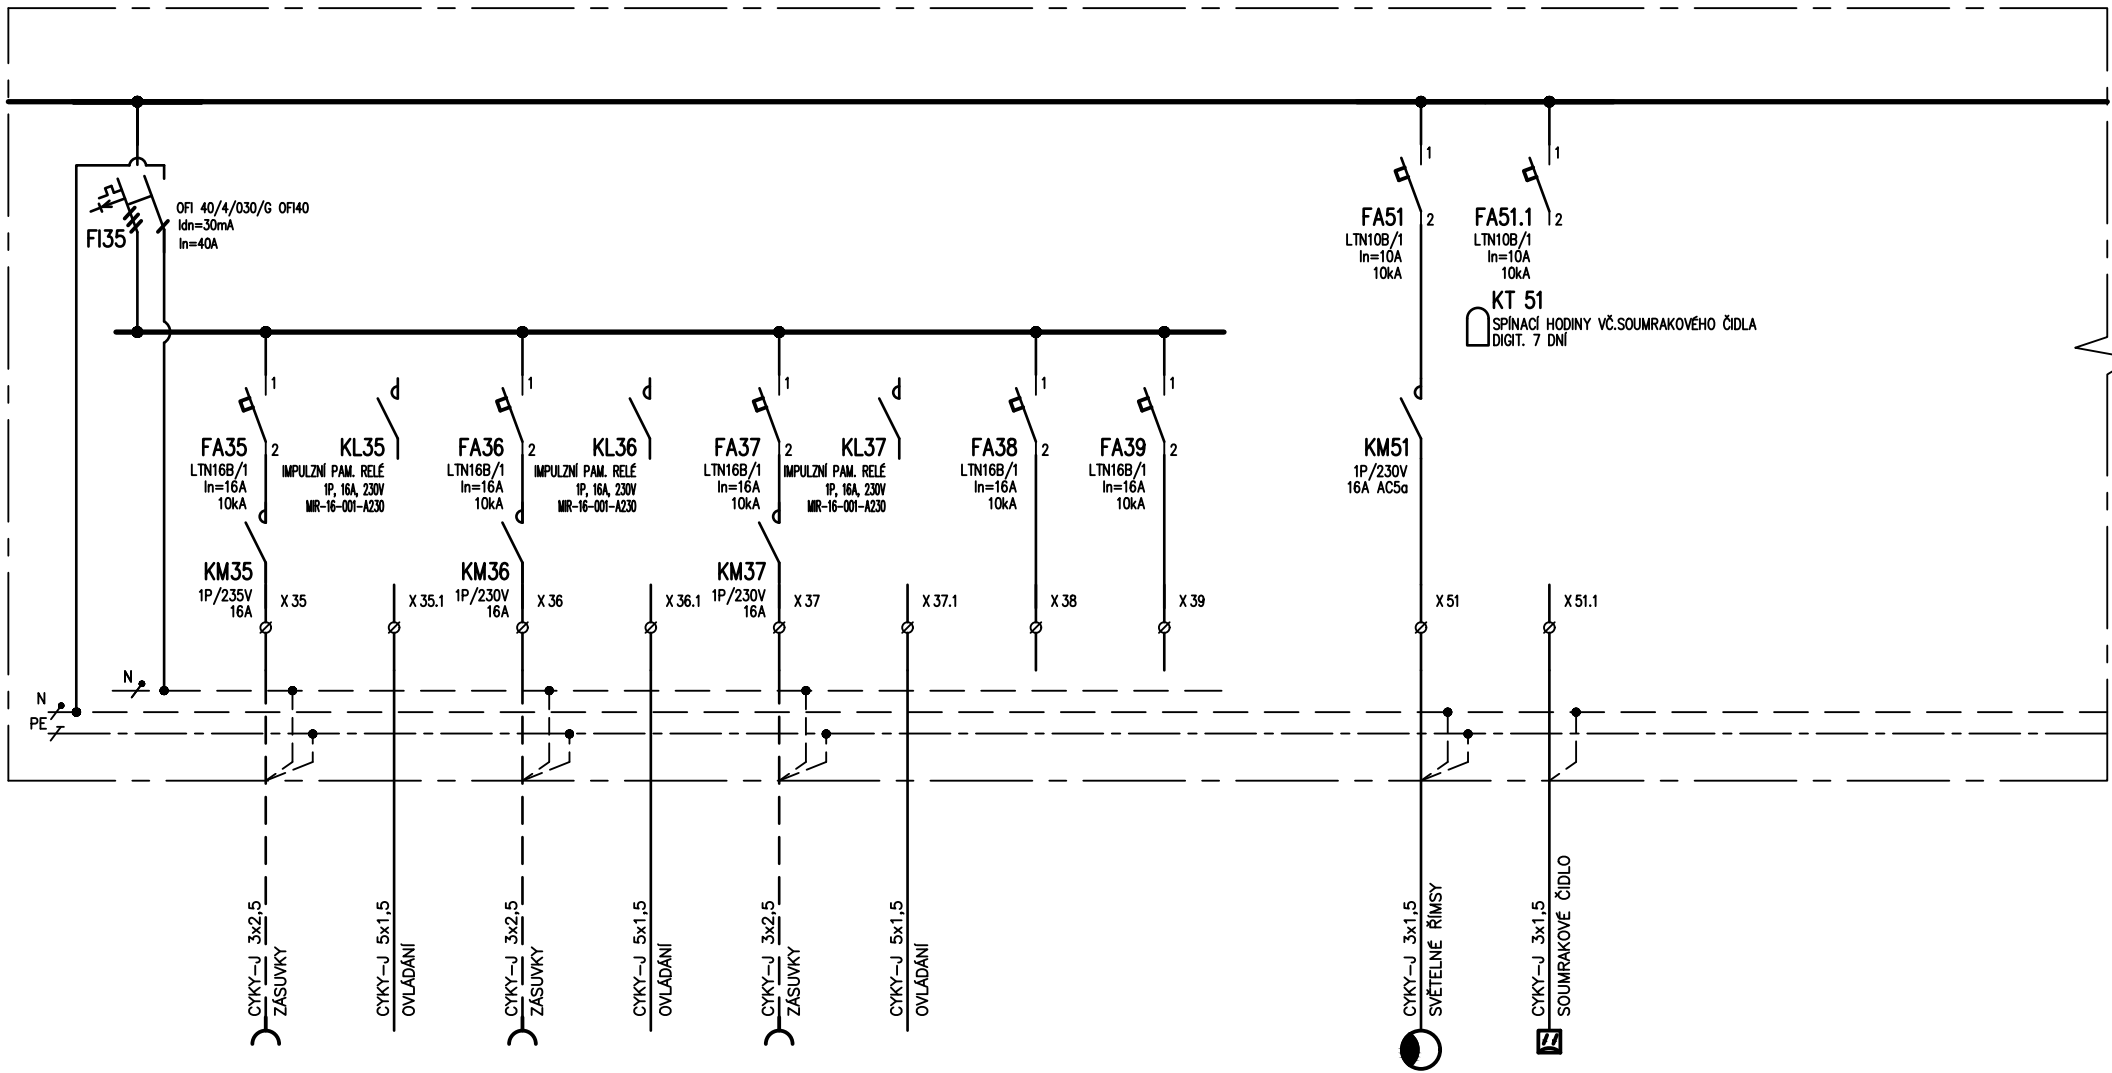 OFI 40/4/030/G OFI40
Idn=30mA
In=40A
FI35
1
FA51
2
LTN10B/1
In=10A
10kA
1
FA51.1
2
LTN10B/1
In=10A
10kA
KT 51
SPÍNACÍ HODINY VČ.SOUMRAKOVÉHO ČIDLA
DIGIT. 7 DNÍ
1
FA35
2
LTN16B/1
In=16A
10kA
KL35
IMPULZNÍ PAM. RELÉ
1P, 16A, 230V
MIR-16-001-A230
1
FA36
2
LTN16B/1
In=16A
10kA
KL36
IMPULZNÍ PAM. RELÉ
1P, 16A, 230V
MIR-16-001-A230
1
FA37
2
LTN16B/1
In=16A
10kA
KL37
IMPULZNÍ PAM. RELÉ
1P, 16A, 230V
MIR-16-001-A230
1
FA38
2
LTN16B/1
In=16A
10kA
1
FA39
2
LTN16B/1
In=16A
10kA
KM51
1P/230V
16A AC5a
KM35
1P/235V
16A
X 35
X 35.1
KM36
1P/230V
16A
X 36
X 36.1
KM37
1P/230V
16A
X 37
X 37.1
X 38
X 39
X 51
X 51.1
N
N
PE
CYKY-J 3x2,5
ZÁSUVKY
CYKY-J 5x1,5
OVLÁDÁNÍ
CYKY-J 3x2,5
ZÁSUVKY
CYKY-J 5x1,5
OVLÁDÁNÍ
CYKY-J 3x2,5
ZÁSUVKY
CYKY-J 5x1,5
OVLÁDÁNÍ
CYKY-J 3x1,5
SVĚTELNÉ ŘÍMSY
CYKY-J 3x1,5
SOUMRAKOVÉ ČIDLO